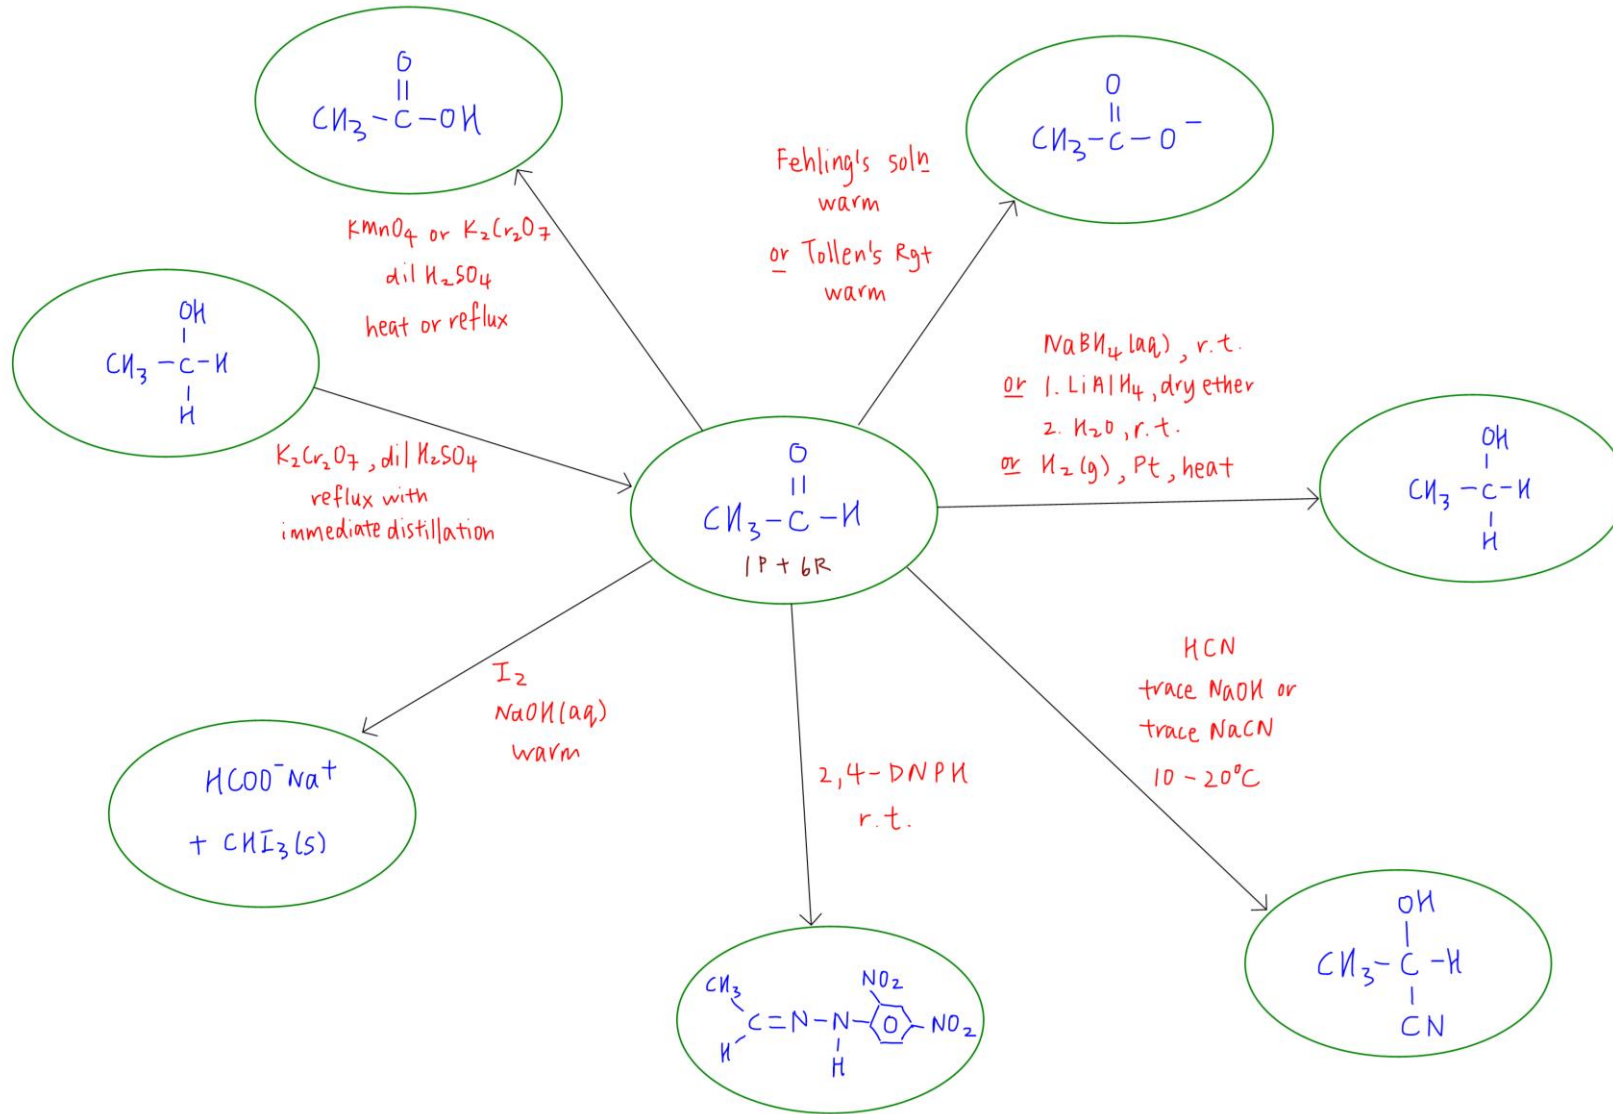 O
||
CH₃–C–OH
O
||
CH₃–C–O⁻
KMnO₄ or K₂Cr₂O₇
dil H₂SO₄
heat or reflux
Fehling's soln
warm
or Tollen's Rgt
warm
OH
|
CH₃–C–H
|
H
K₂Cr₂O₇, dil H₂SO₄
reflux with
immediate distillation
NaBH₄(aq), r.t.
or 1. LiAlH₄, dry ether
2. H₂O, r.t.
or H₂(g), Pt, heat
O
||
CH₃–C–H
1P + 6R
OH
|
CH₃–C–H
|
H
I₂
NaOH(aq)
warm
HCOO⁻Na⁺
+ CHI₃(s)
2,4-DNPH
r.t.
HCN
trace NaOH or
trace NaCN
10 – 20°C
CH₃ NO₂
C=N–N– –NO₂
H H
OH
|
CH₃–C–H
|
CN